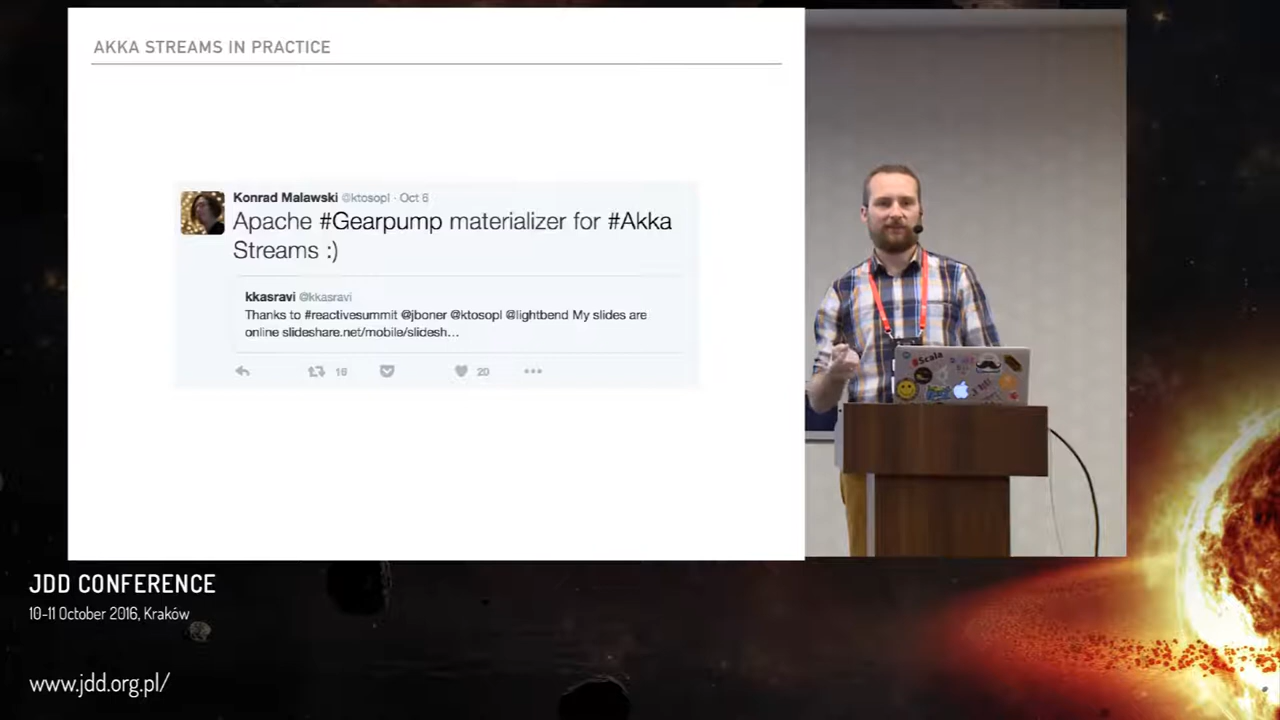 AKKA STREAMS IN PRACTICE
Konrad Malawski @ktosopl · Oct 6
Apache #Gearpump materializer for #Akka
Streams :)
kkasravi @kkasravi
Thanks to #reactivesummit @jboner @ktosopl @lightbend My slides are
online slideshare.net/mobile/slidesh…
16 20
#Scala
JDD CONFERENCE
10-11 October 2016, Kraków
www.jdd.org.pl/